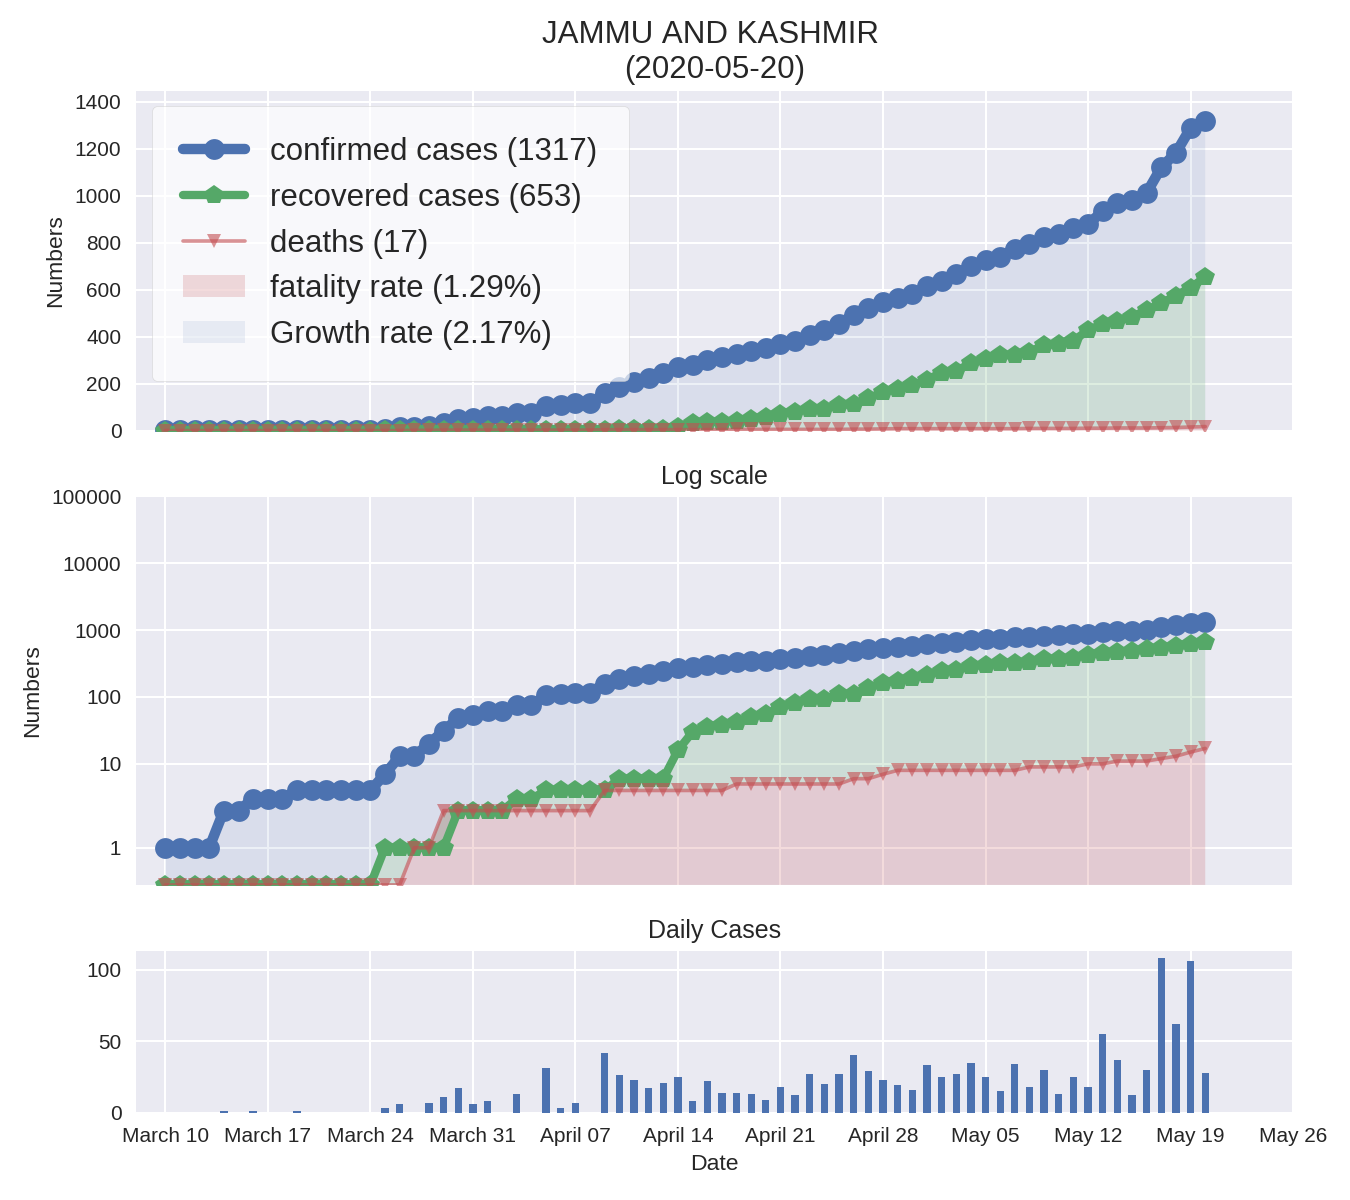 JAMMU AND KASHMIR
(2020-05-20)
1400
1200
1000
800
600
400
200
0
Numbers
confirmed cases (1317)
recovered cases (653)
deaths (17)
fatality rate (1.29%)
Growth rate (2.17%)
Log scale
100000
10000
1000
100
10
1
Numbers
Daily Cases
100
50
0
March 10 March 17 March 24 March 31 April 07 April 14 April 21 April 28 May 05 May 12 May 19 May 26
Date